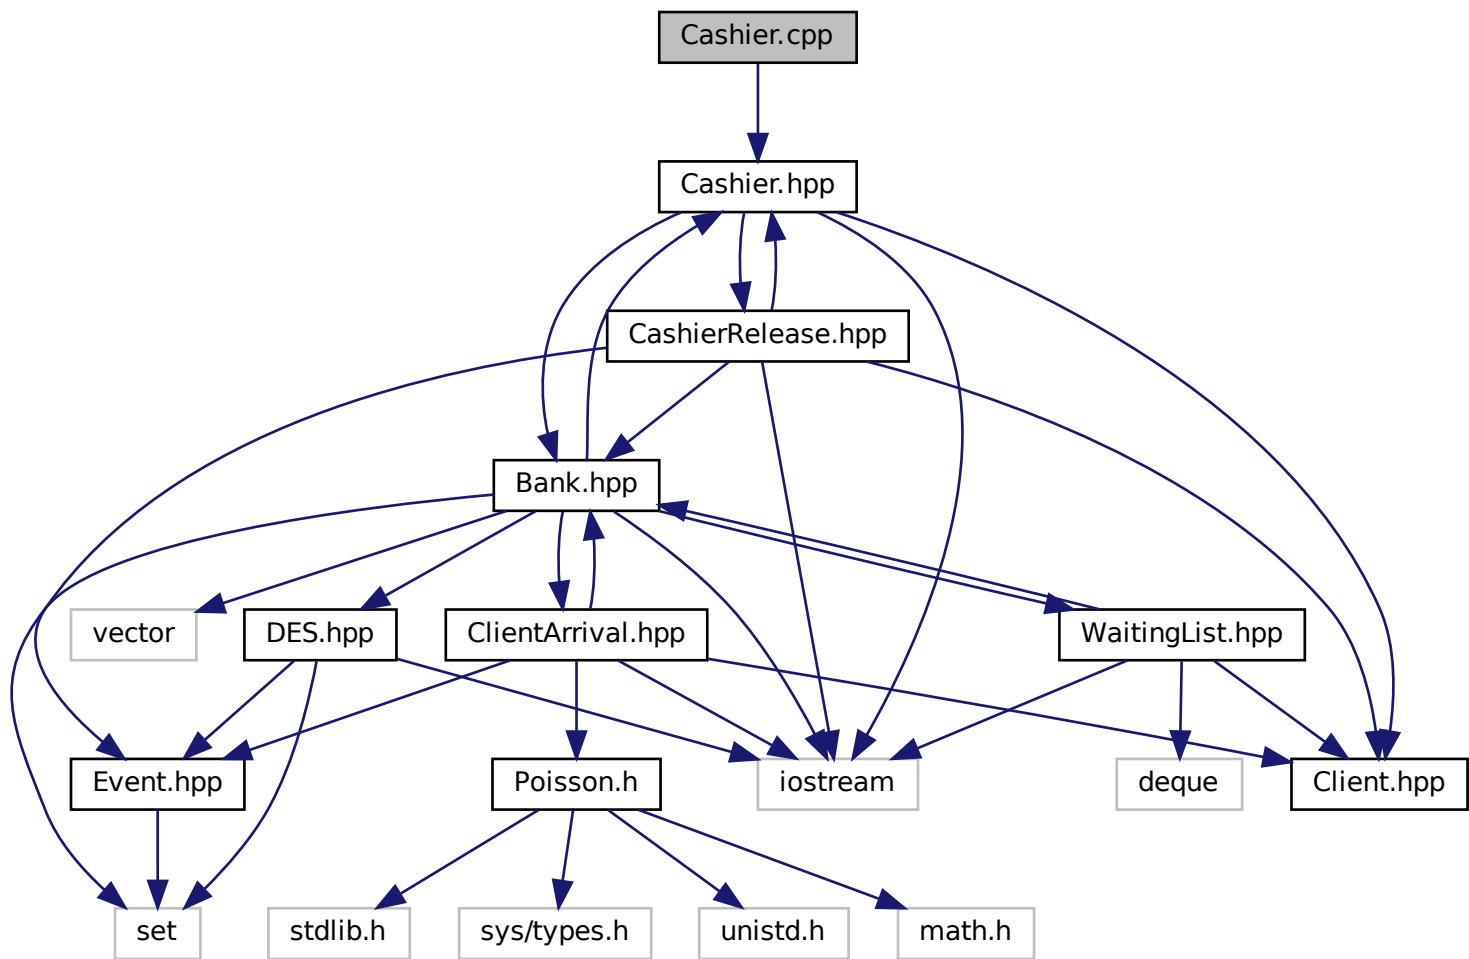 Cashier.cpp
Cashier.hpp
CashierRelease.hpp
Bank.hpp
vector
DES.hpp
ClientArrival.hpp
WaitingList.hpp
Event.hpp
Poisson.h
iostream
deque
Client.hpp
set
stdlib.h
sys/types.h
unistd.h
math.h